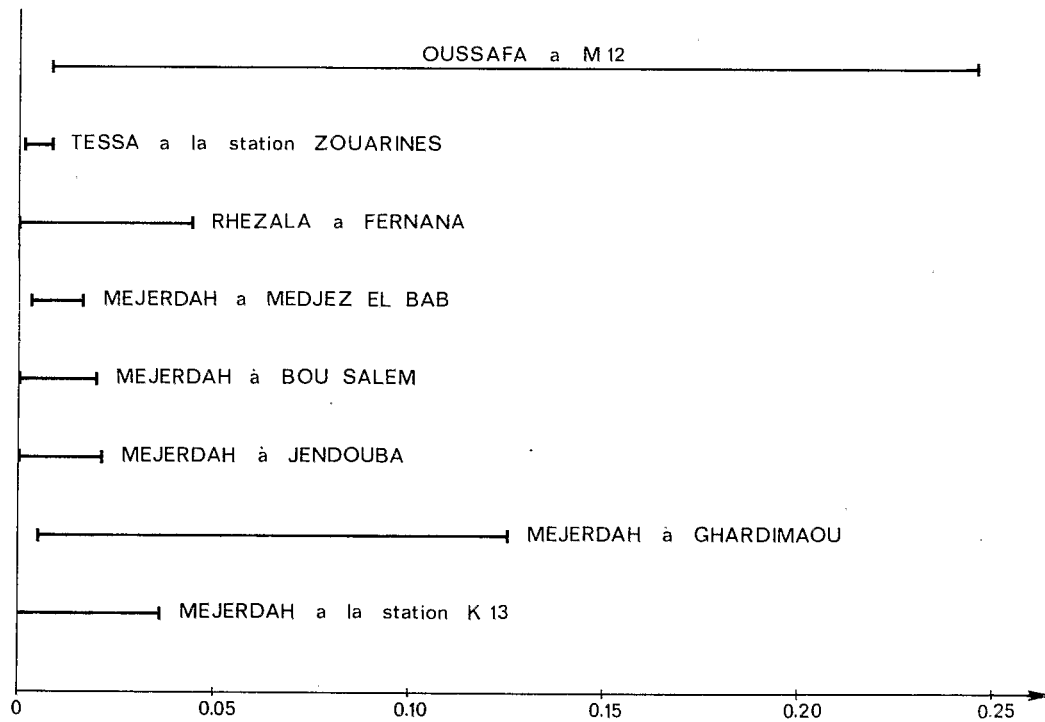 OUSSAFA a M 12
TESSA a la station ZOUARINES
RHEZALA a FERNANA
MEJERDAH a MEDJEZ EL BAB
MEJERDAH à BOU SALEM
MEJERDAH à JENDOUBA
MEJERDAH à GHARDIMAOU
MEJERDAH a la station K 13
0 0.05 0.10 0.15 0.20 0.25